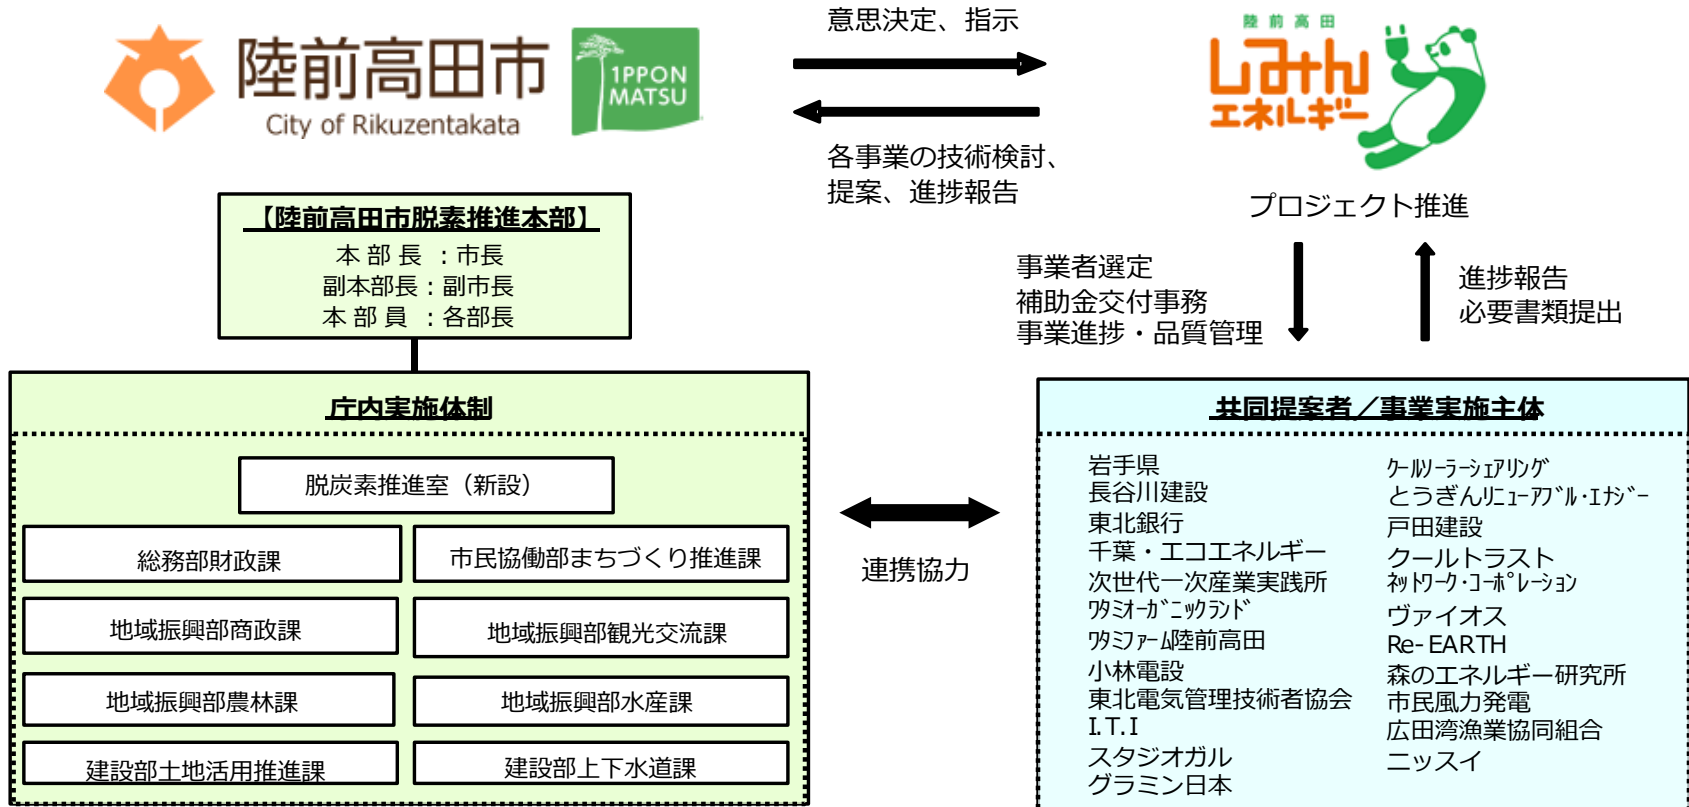 陸前高田市
City of Rikuzentakata
1PPON
MATSU
意思決定、指示
各事業の技術検討、
提案、進捗報告
陸前高田
しみん
エネルギー
プロジェクト推進
【陸前高田市脱素推進本部】
本 部 長 ：市長
副本部長：副市長
本 部 員 ：各部長
事業者選定
補助金交付事務
事業進捗・品質管理
進捗報告
必要書類提出
庁内実施体制
脱炭素推進室（新設）
総務部財政課
市民協働部まちづくり推進課
地域振興部商政課
地域振興部観光交流課
地域振興部農林課
地域振興部水産課
建設部土地活用推進課
建設部上下水道課
連携協力
共同提案者／事業実施主体
岩手県
長谷川建設
東北銀行
千葉・エコエネルギー
次世代一次産業実践所
ﾜﾀﾐｵｰｶﾞﾆｯｸﾗﾝﾄﾞ
ﾜﾀﾐﾌｧｰﾑ陸前高田
小林電設
東北電気管理技術者協会
I.T.I
スタジオガル
グラミン日本
ｸｰﾙｿｰﾗｰｼｪｱﾘﾝｸﾞ
とうぎんﾘﾆｭｰｱﾌﾞﾙ･ｴﾅｼﾞｰ
戸田建設
クールトラスト
ﾈｯﾄﾜｰｸ･ｺｰﾎﾟﾚｰｼｮﾝ
ヴァイオス
Re-EARTH
森のエネルギー研究所
市民風力発電
広田湾漁業協同組合
ニッスイ